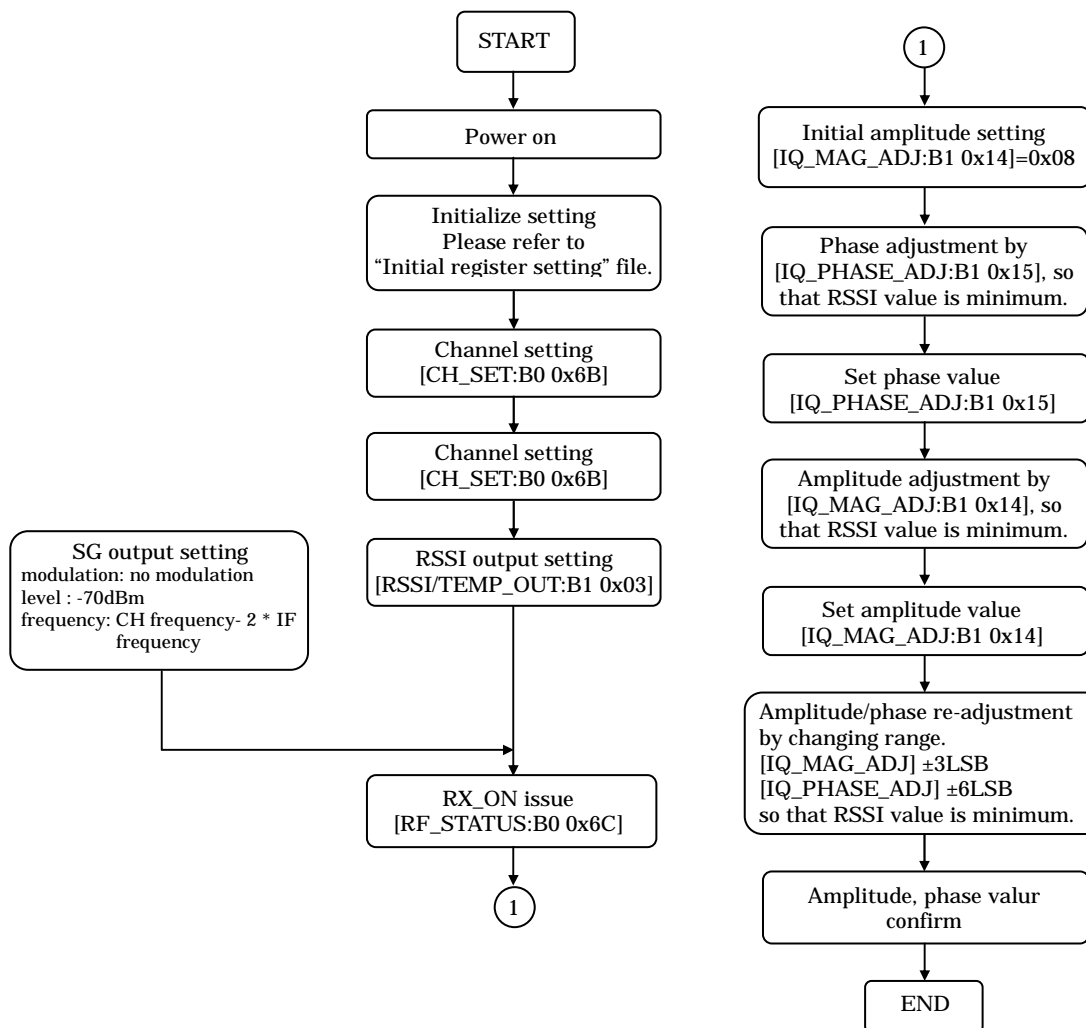 START
Power on
Initialize setting
Please refer to
“Initial register setting” file.
Channel setting
[CH_SET:B0 0x6B]
Channel setting
[CH_SET:B0 0x6B]
SG output setting
modulation: no modulation
level : -70dBm
frequency: CH frequency- 2 * IF
frequency
RSSI output setting
[RSSI/TEMP_OUT:B1 0x03]
RX_ON issue
[RF_STATUS:B0 0x6C]
1
1
Initial amplitude setting
[IQ_MAG_ADJ:B1 0x14]=0x08
Phase adjustment by
[IQ_PHASE_ADJ:B1 0x15], so
that RSSI value is minimum.
Set phase value
[IQ_PHASE_ADJ:B1 0x15]
Amplitude adjustment by
[IQ_MAG_ADJ:B1 0x14], so
that RSSI value is minimum.
Set amplitude value
[IQ_MAG_ADJ:B1 0x14]
Amplitude/phase re-adjustment
by changing range.
[IQ_MAG_ADJ] ±3LSB
[IQ_PHASE_ADJ] ±6LSB
so that RSSI value is minimum.
Amplitude, phase valur
confirm
END